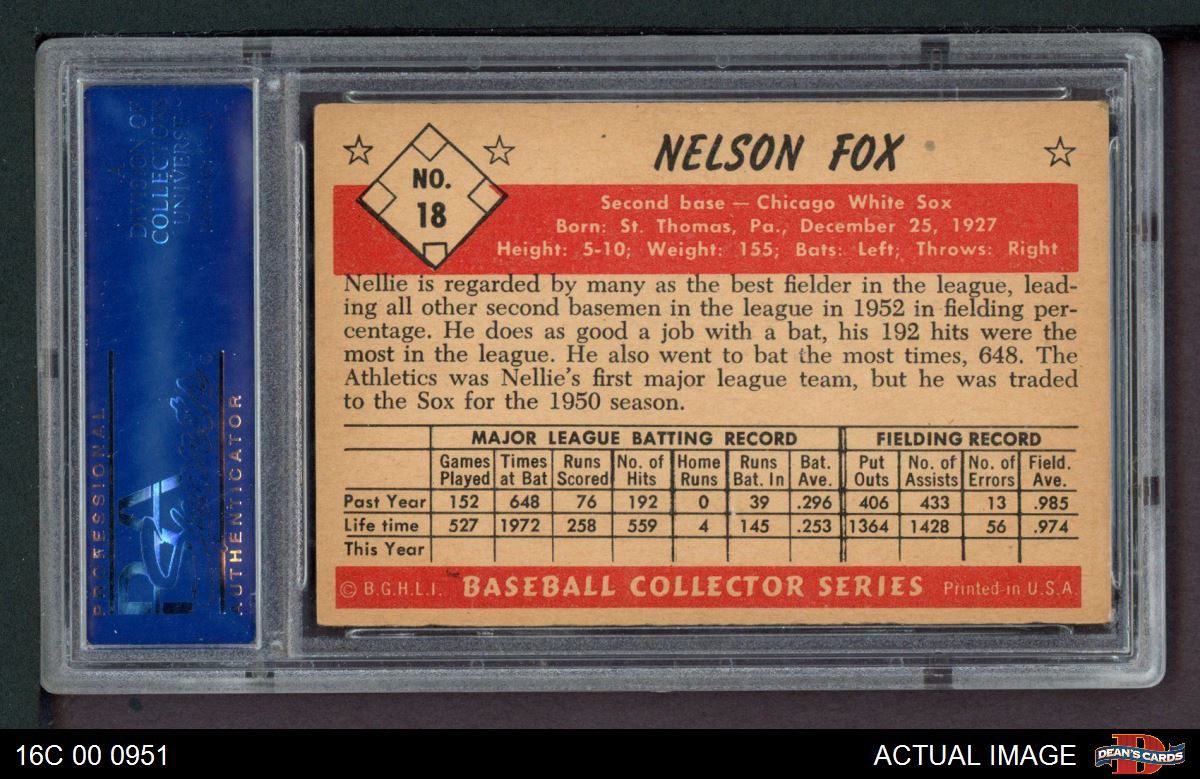 A
DIVISION OF
COLLECTORS
UNIVERSE
PROFESSIONAL
PSA
AUTHENTICATOR
NO.
18
NELSON FOX
Second base — Chicago White Sox
Born: St. Thomas, Pa., December 25, 1927
Height: 5-10; Weight: 155; Bats: Left; Throws: Right
Nellie is regarded by many as the best fielder in the league, lead-
ing all other second basemen in the league in 1952 in fielding per-
centage. He does as good a job with a bat, his 192 hits were the
most in the league. He also went to bat the most times, 648. The
Athletics was Nellie's first major league team, but he was traded
to the Sox for the 1950 season.
MAJOR LEAGUE BATTING RECORD FIELDING RECORD
Games Times Runs No. of Home Runs Bat. Put No. of No. of Field.
Played at Bat Scored Hits Runs Bat. In Ave. Outs Assists Errors Ave.
Past Year 152 648 76 192 0 39 .296 406 433 13 .985
Life time 527 1972 258 559 4 145 .253 1364 1428 56 .974
This Year
© B.G.H.L.I. BASEBALL COLLECTOR SERIES Printed in U.S.A.
16C 00 0951 ACTUAL IMAGE DEAN'S CARDS